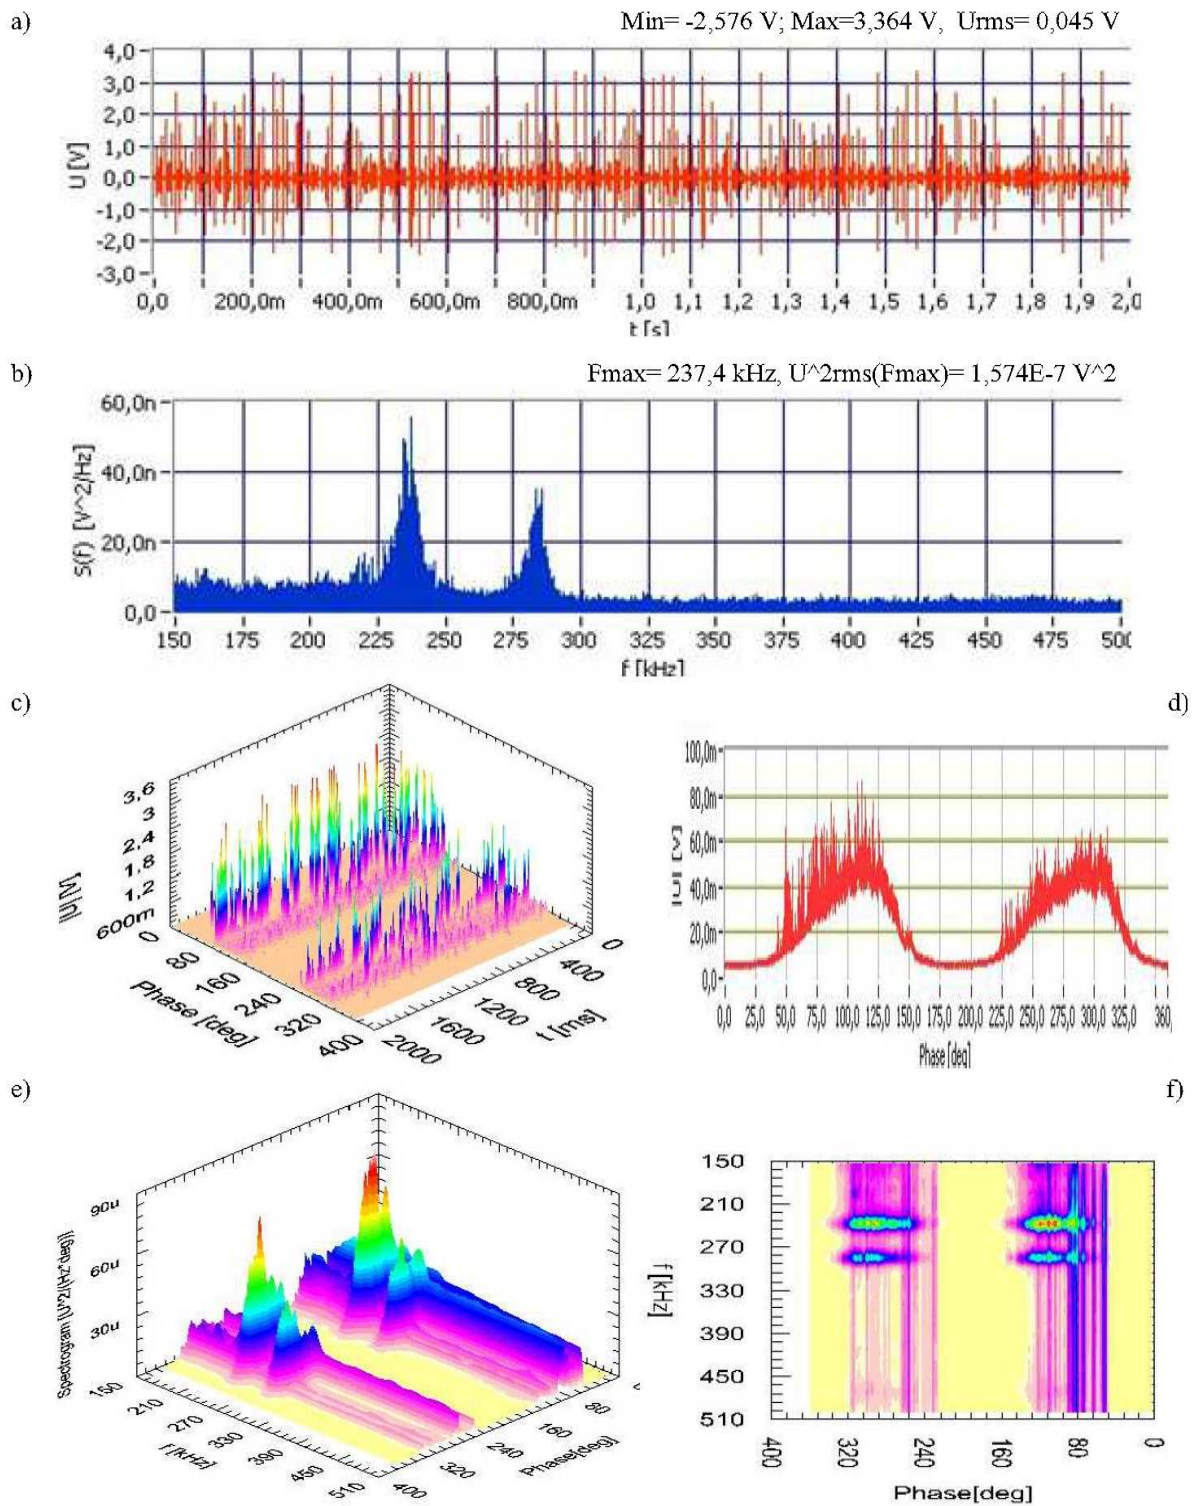 a)
Min= -2,576 V; Max=3,364 V, Urms= 0,045 V
4,0
3,0
2,0
1,0
0,0
-1,0
-2,0
-3,0
U [V]
0,0 200,0m 400,0m 600,0m 800,0m 1,0 1,1 1,2 1,3 1,4 1,5 1,6 1,7 1,8 1,9 2,0
t [s]
b)
Fmax= 237,4 kHz, U^2rms(Fmax)= 1,574E-7 V^2
60,0n
40,0n
20,0n
0,0
S(f) [V^2/Hz]
150 175 200 225 250 275 300 325 350 375 400 425 450 475 500
f [kHz]
c)
3,6
3
2,4
1,8
1,2
600m
|U| [V]
0 80 160 240 320 400
Phase [deg]
0 400 800 1200 1600 2000
t [ms]
d)
100,0m
80,0m
60,0m
40,0m
20,0m
0,0
|U| [V]
0,0 25,0 50,0 75,0 100,0 125,0 150,0 175,0 200,0 225,0 250,0 275,0 300,0 325,0 360
Phase [deg]
e)
90u
60u
30u
Spectrogram [U^2/(Hz*deg)]
150 210 270 330 390 450 510
f [kHz]
80 160 240 320 400
Phase[deg]
f)
150
210
270
330
390
450
510
f [kHz]
400 320 240 160 80 0
Phase[deg]